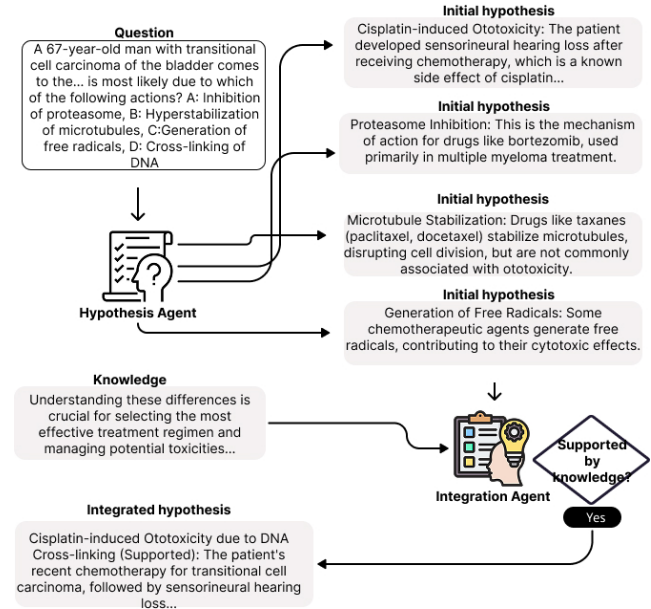 Question
A 67-year-old man with transitional
cell carcinoma of the bladder comes
to the... is most likely due to which
of the following actions? A: Inhibition
of proteasome, B: Hyperstabilization
of microtubules, C:Generation of
free radicals, D: Cross-linking of
DNA
Hypothesis Agent
Initial hypothesis
Cisplatin-induced Ototoxicity: The patient
developed sensorineural hearing loss after
receiving chemotherapy, which is a known
side effect of cisplatin...
Initial hypothesis
Proteasome Inhibition: This is the mechanism
of action for drugs like bortezomib, used
primarily in multiple myeloma treatment.
Initial hypothesis
Microtubule Stabilization: Drugs like taxanes
(paclitaxel, docetaxel) stabilize microtubules,
disrupting cell division, but are not commonly
associated with ototoxicity.
Initial hypothesis
Generation of Free Radicals: Some
chemotherapeutic agents generate free
radicals, contributing to their cytotoxic effects.
Knowledge
Understanding these differences is
crucial for selecting the most
effective treatment regimen and
managing potential toxicities...
Integration Agent
Supported
by
knowledge?
Yes
Integrated hypothesis
Cisplatin-induced Ototoxicity due to DNA
Cross-linking (Supported): The patient's
recent chemotherapy for transitional cell
carcinoma, followed by sensorineural hearing
loss...